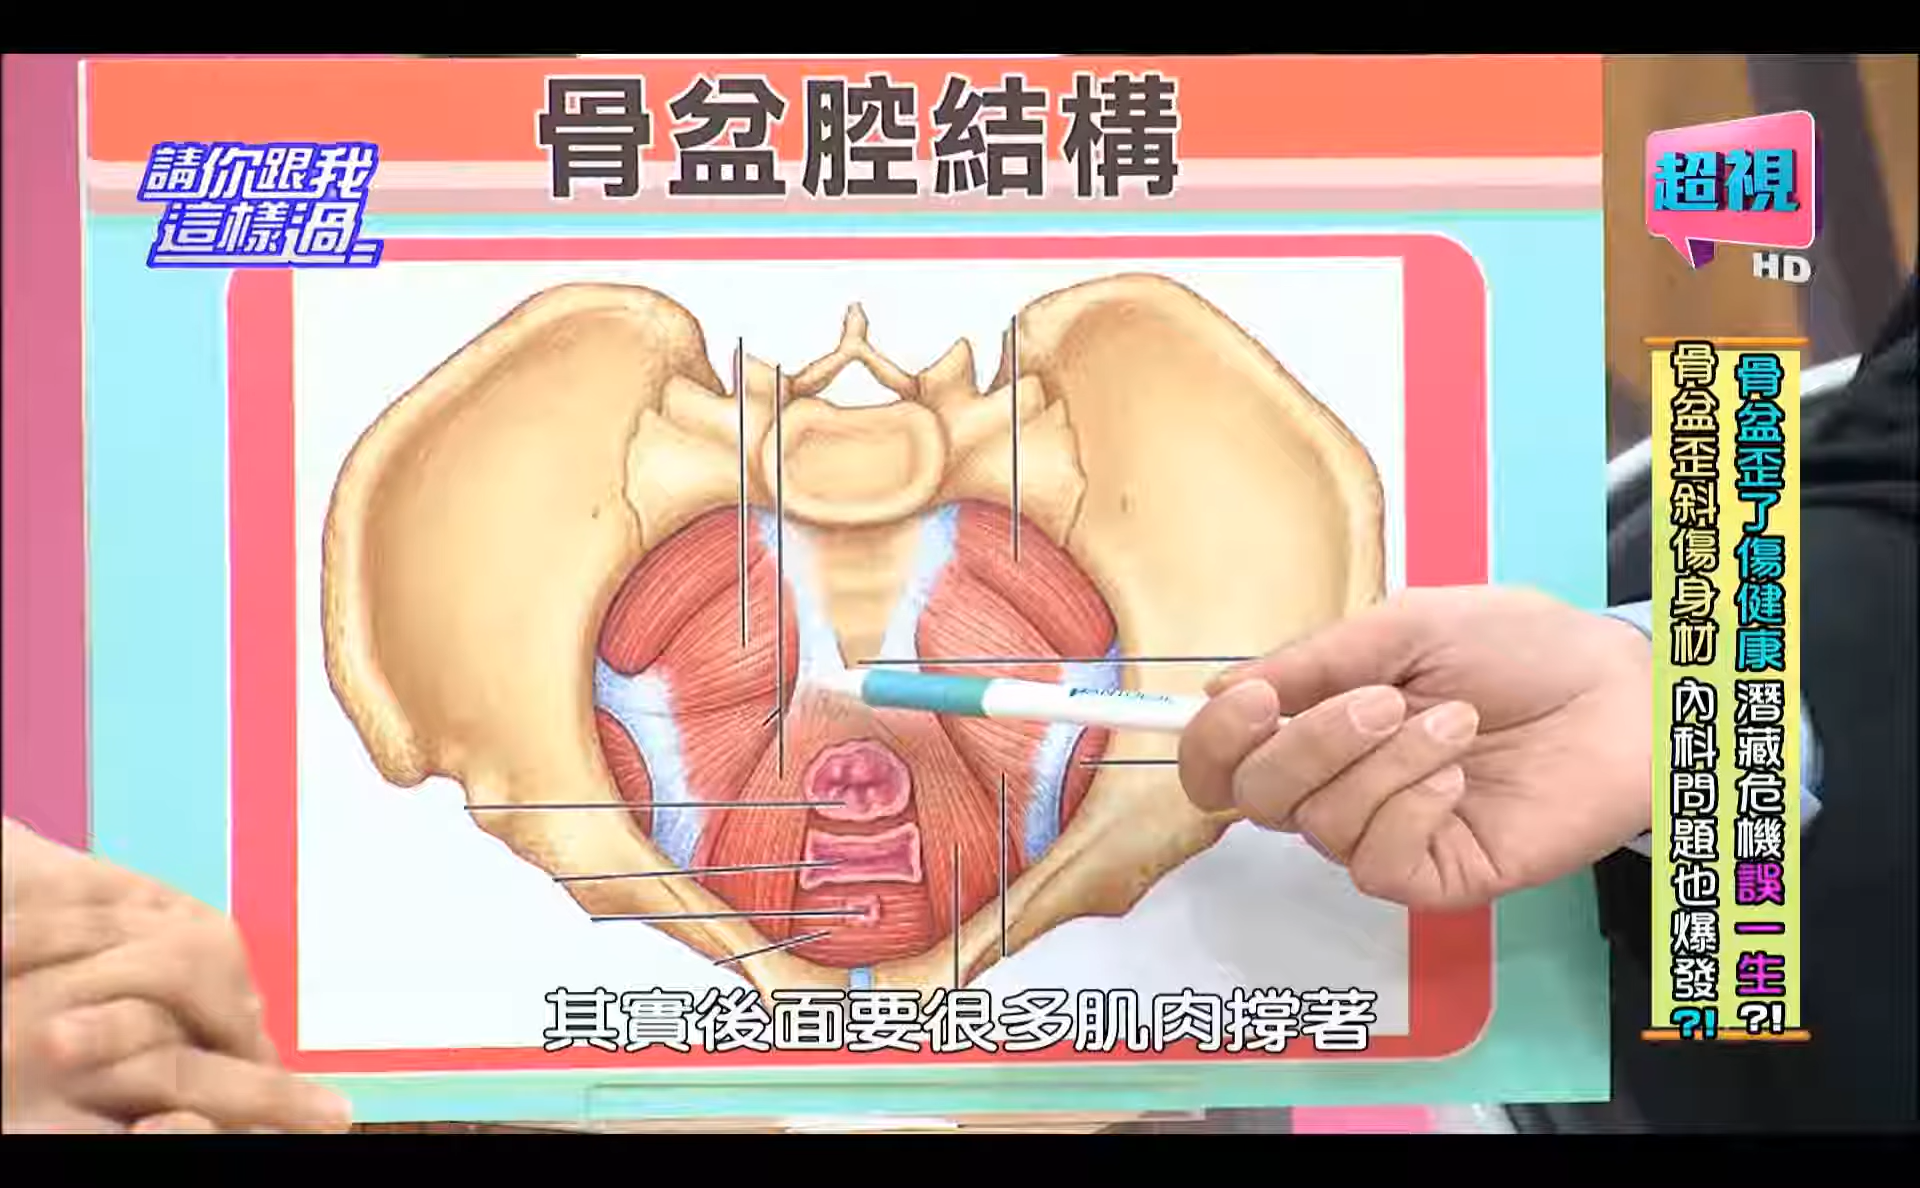 骨盆腔結構
請你跟我
這樣過
超視
HD
骨盆歪了傷健康 潛藏危機誤一生?!
骨盆歪斜傷身材 內科問題也爆發?!
其實後面要很多肌肉撐著